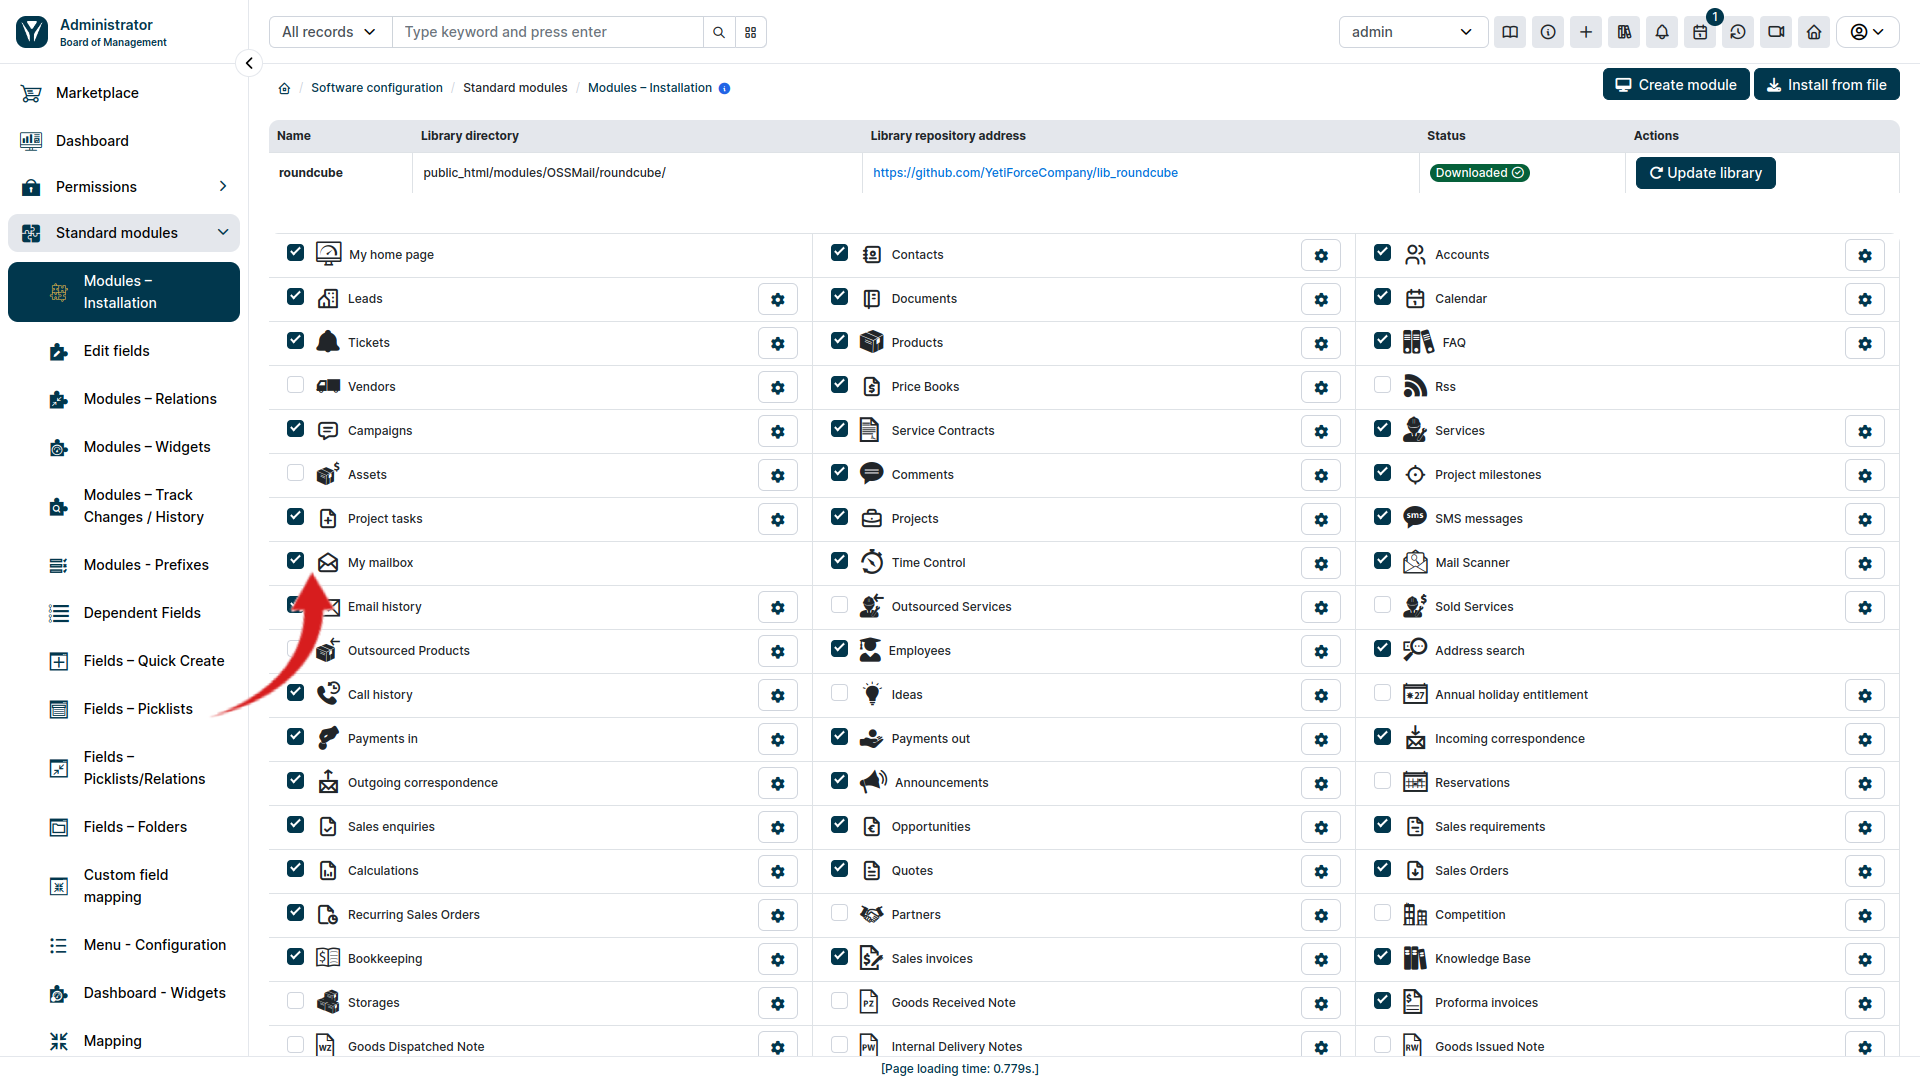 Administrator
Board of Management
All records
Type keyword and press enter
admin
1
Marketplace
Dashboard
Permissions
Standard modules
Modules –
Installation
Edit fields
Modules – Relations
Modules – Widgets
Modules – Track
Changes / History
Modules - Prefixes
Dependent Fields
Fields – Quick Create
Fields – Picklists
Fields –
Picklists/Relations
Fields – Folders
Custom field
mapping
Menu - Configuration
Dashboard - Widgets
Mapping
/ Software configuration / Standard modules / Modules – Installation
Create module
Install from file
Name Library directory Library repository address Status Actions
roundcube public_html/modules/OSSMail/roundcube/ https://github.com/YetiForceCompany/lib_roundcube Downloaded Update library
My home page Contacts Accounts
Leads Documents Calendar
Tickets Products FAQ
Vendors Price Books Rss
Campaigns Service Contracts Services
Assets Comments Project milestones
Project tasks Projects sms SMS messages
My mailbox Time Control Mail Scanner
Email history Outsourced Services Sold Services
Outsourced Products Employees Address search
Call history Ideas 27 Annual holiday entitlement
Payments in Payments out Incoming correspondence
Outgoing correspondence Announcements Reservations
Sales enquiries Opportunities Sales requirements
Calculations Quotes Sales Orders
Recurring Sales Orders Partners Competition
Bookkeeping Sales invoices Knowledge Base
Storages PZ Goods Received Note Proforma invoices
WZ Goods Dispatched Note PW Internal Delivery Notes RW Goods Issued Note
[Page loading time: 0.779s.]